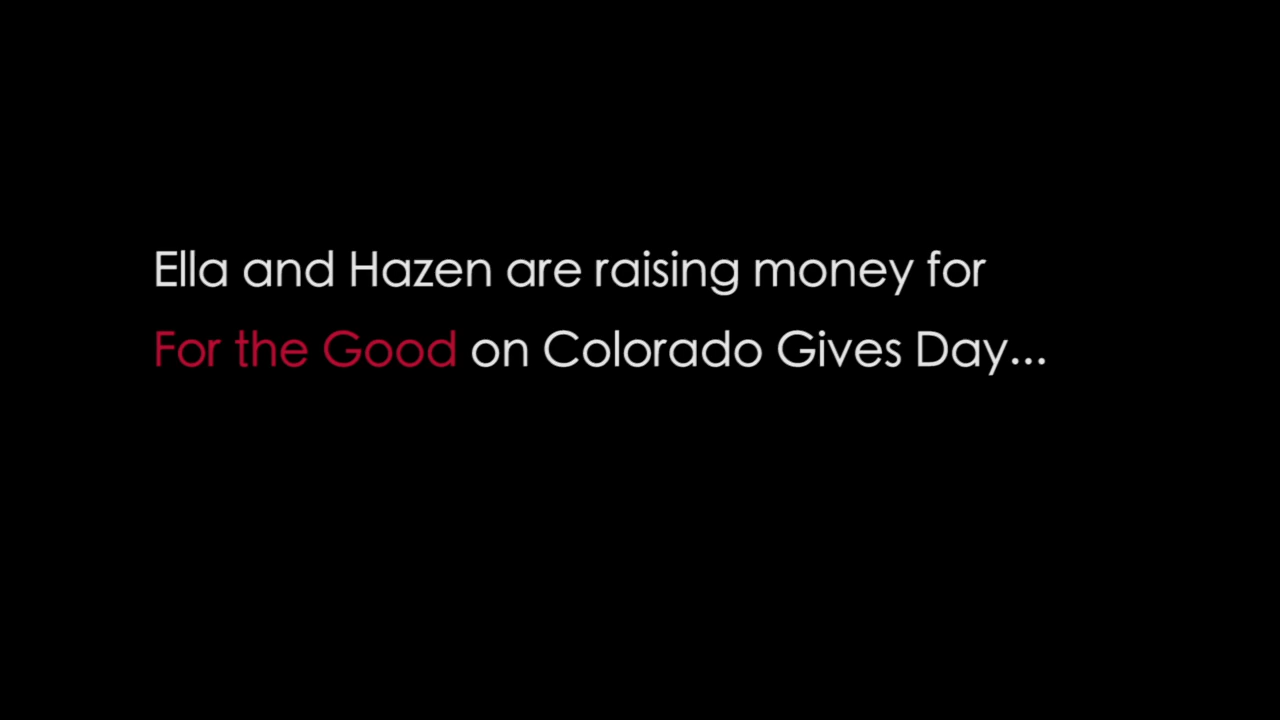 Ella and Hazen are raising money for
For the Good on Colorado Gives Day...